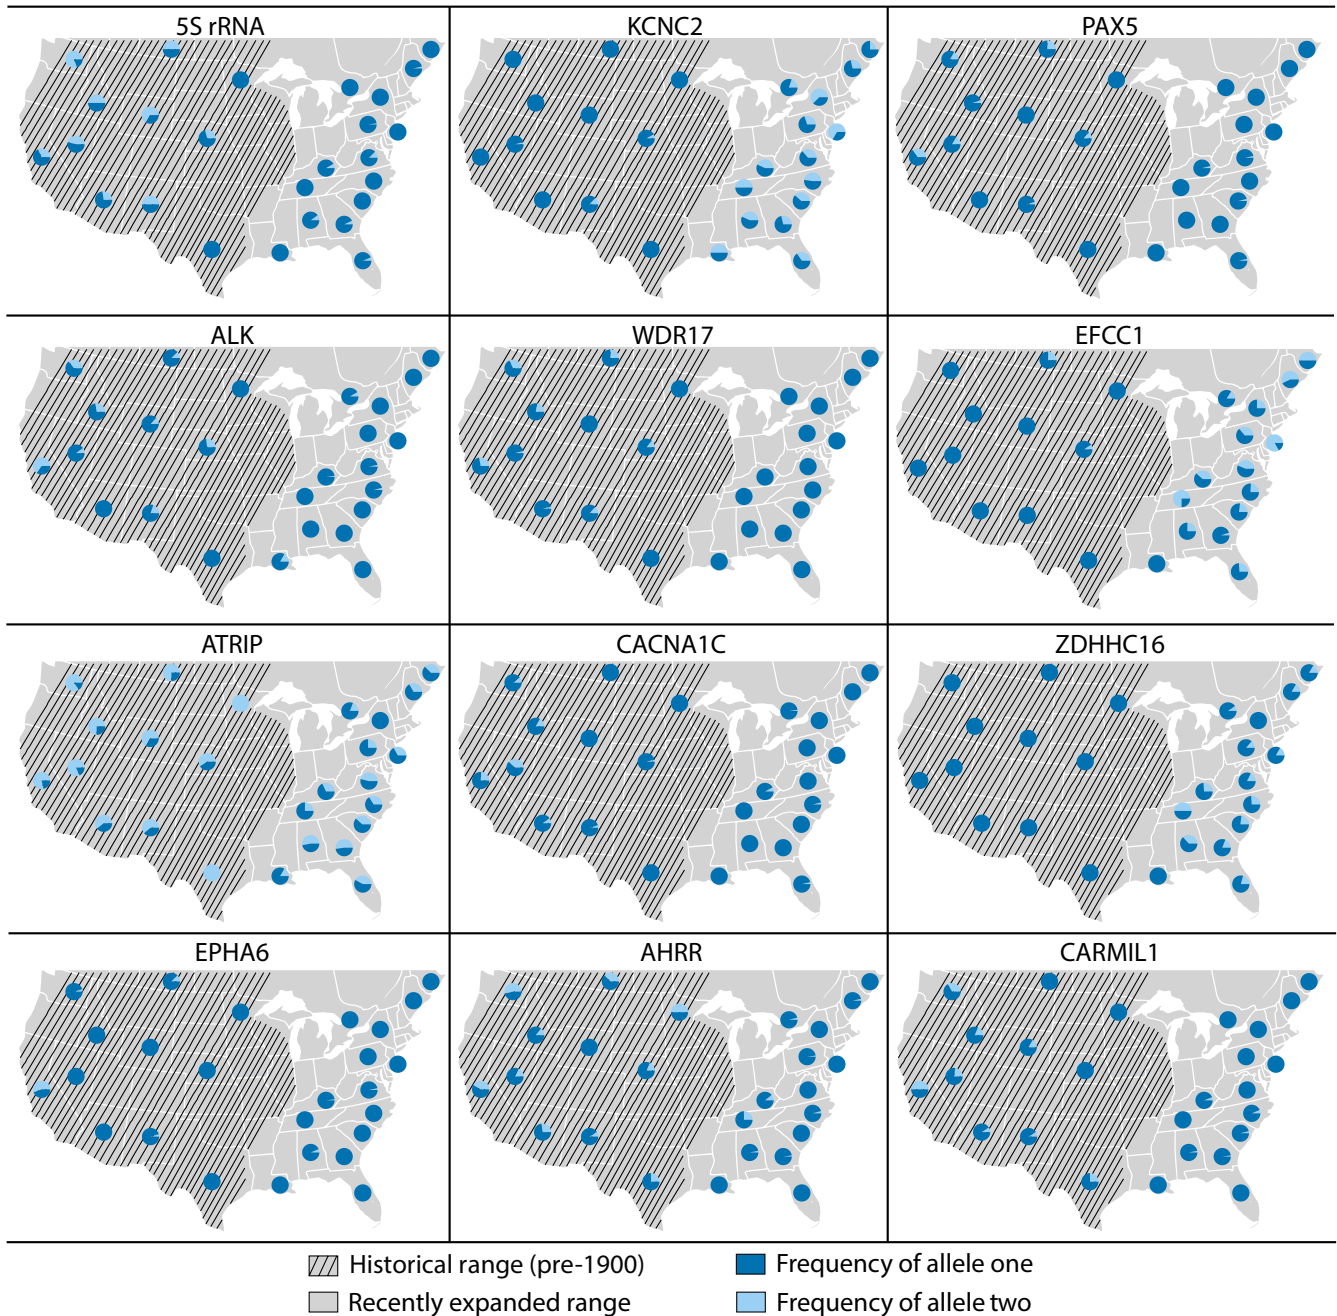 5S rRNA
KCNC2
PAX5
ALK
WDR17
EFCC1
ATRIP
CACNA1C
ZDHHC16
EPHA6
AHRR
CARMIL1
Historical range (pre-1900)
Frequency of allele one
Recently expanded range
Frequency of allele two